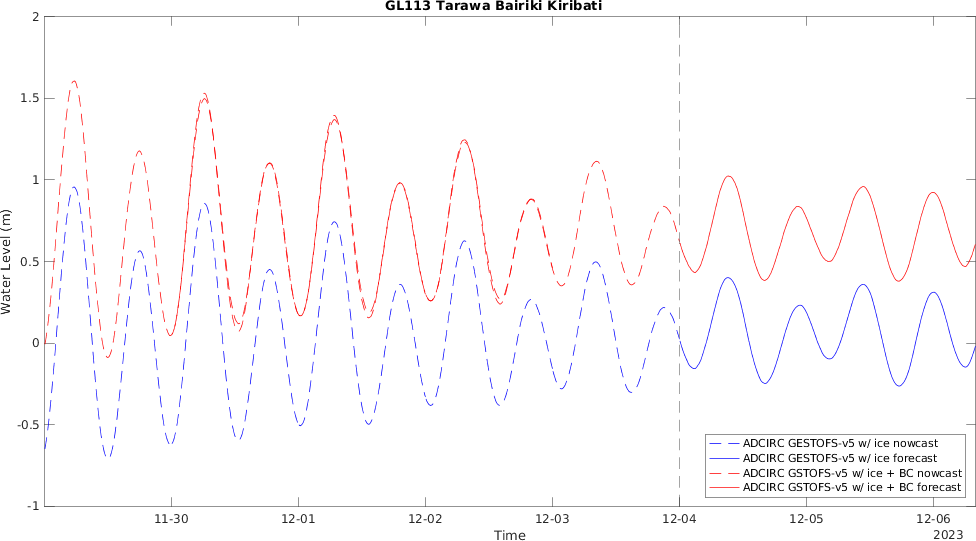 GL113 Tarawa Bairiki Kiribati
2
1.5
1
0.5
0
-0.5
-1
Water Level (m)
11-30
12-01
12-02
12-03
12-04
12-05
12-06
Time
2023
ADCIRC GESTOFS-v5 w/ ice nowcast
ADCIRC GESTOFS-v5 w/ ice forecast
ADCIRC GSTOFS-v5 w/ ice + BC nowcast
ADCIRC GSTOFS-v5 w/ ice + BC forecast